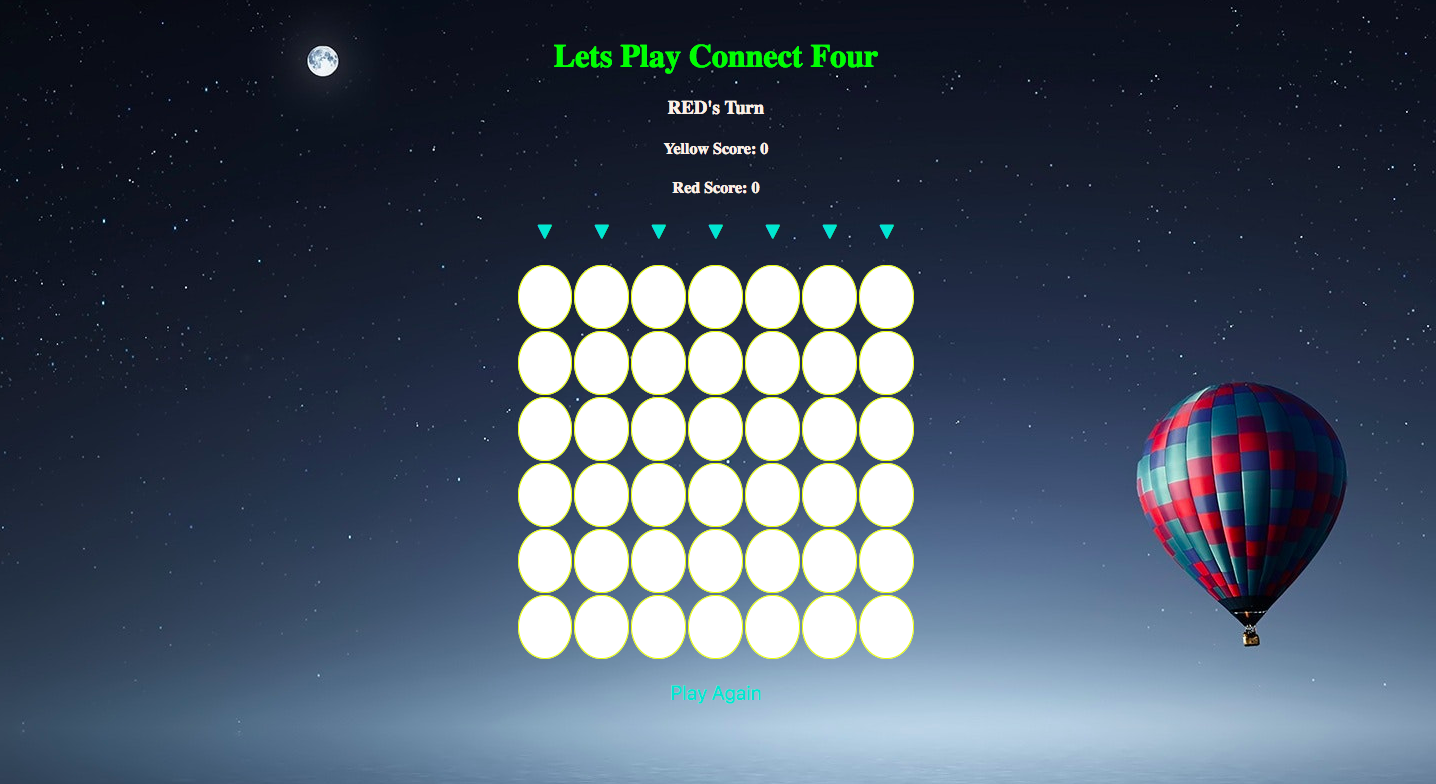 Lets Play Connect Four
RED's Turn
Yellow Score: 0
Red Score: 0
Play Again